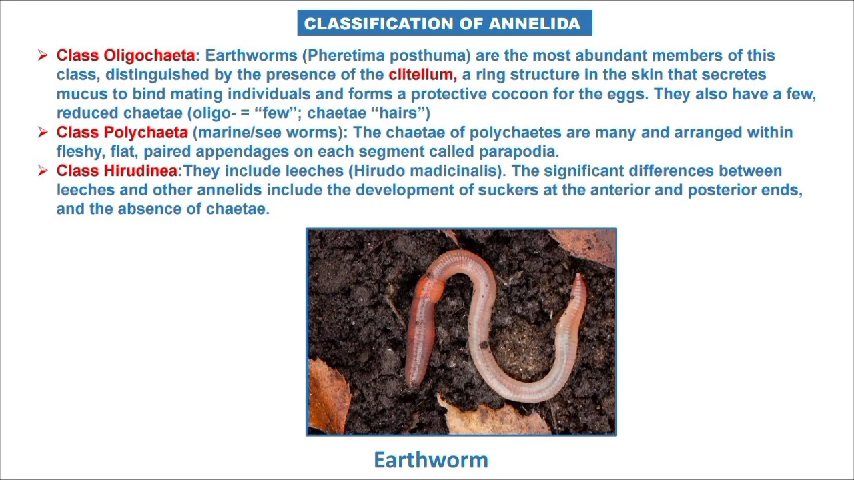 CLASSIFICATION OF ANNELIDA
➢ Class Oligochaeta: Earthworms (Pheretima posthuma) are the most abundant members of this
class, distinguished by the presence of the clitellum, a ring structure in the skin that secretes
mucus to bind mating individuals and forms a protective cocoon for the eggs. They also have a few,
reduced chaetae (oligo- = “few”; chaetae “hairs”)
➢ Class Polychaeta (marine/see worms): The chaetae of polychaetes are many and arranged within
fleshy, flat, paired appendages on each segment called parapodia.
➢ Class Hirudinea:They include leeches (Hirudo madicinalis). The significant differences between
leeches and other annelids include the development of suckers at the anterior and posterior ends,
and the absence of chaetae.
Earthworm